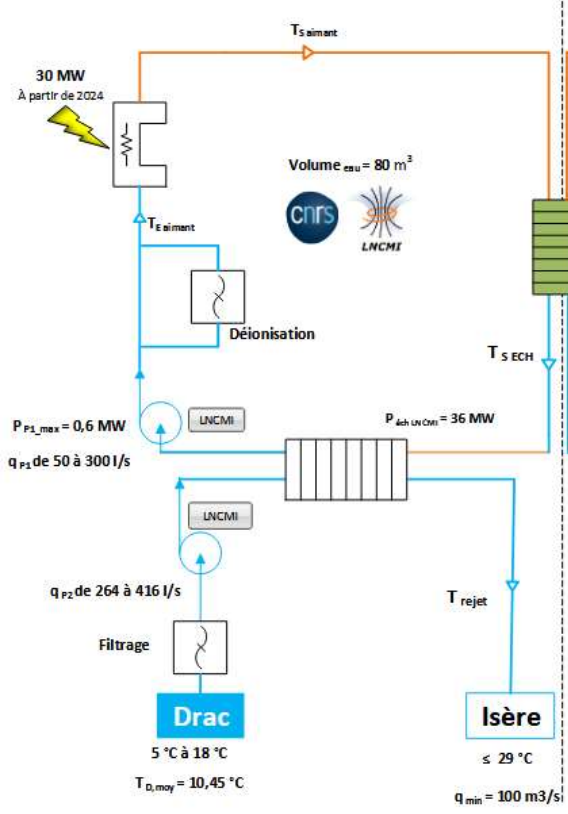 T S aimant
30 MW
À partir de 2024
Volume eau = 80 m³
cnrs
LNCMI
T E aimant
Déionisation
T S ECH
P P1_max = 0,6 MW
LNCMI
P éch LNCMI = 36 MW
q P1 de 50 à 300 l/s
LNCMI
q P2 de 264 à 416 l/s
T rejet
Filtrage
Drac
Isère
5 °C à 18 °C
≤ 29 °C
T D,moy = 10,45 °C
q min = 100 m3/s